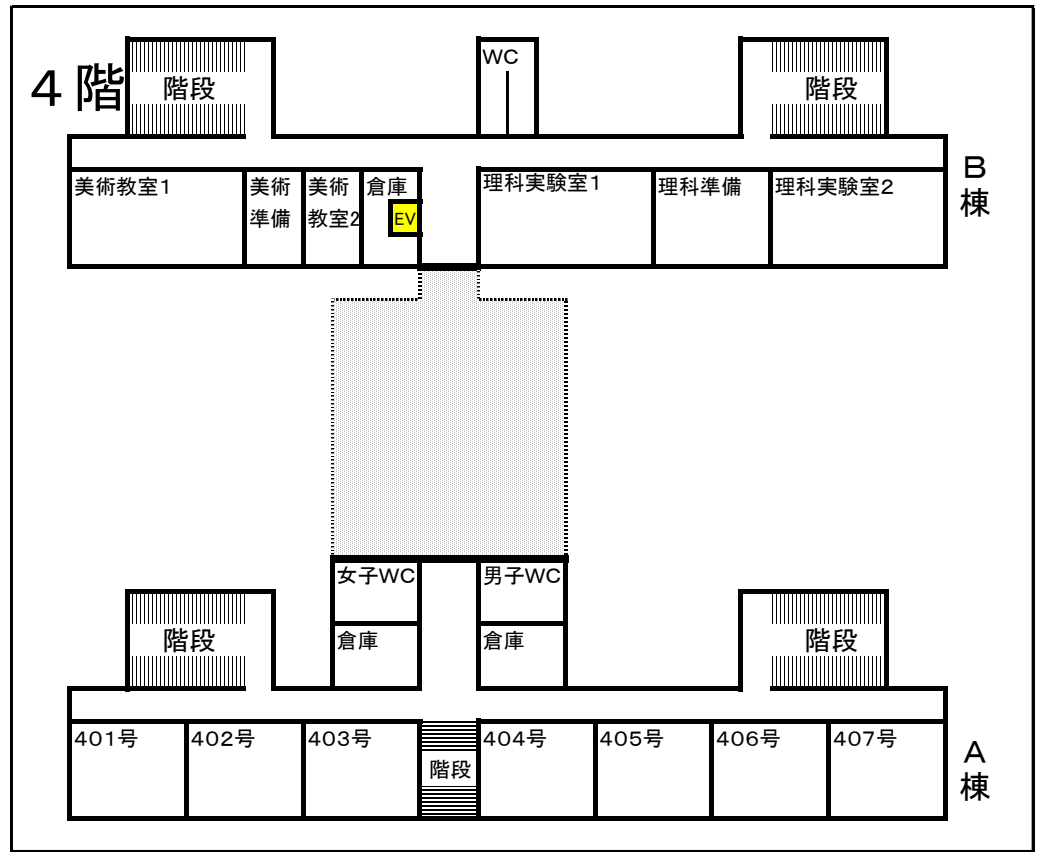 4階
階段
WC
階段
B棟
美術教室1
美術
準備
美術
教室2
倉庫
EV
理科実験室1
理科準備
理科実験室2
女子WC
男子WC
階段
倉庫
倉庫
階段
401号
402号
403号
階段
404号
405号
406号
407号
A棟